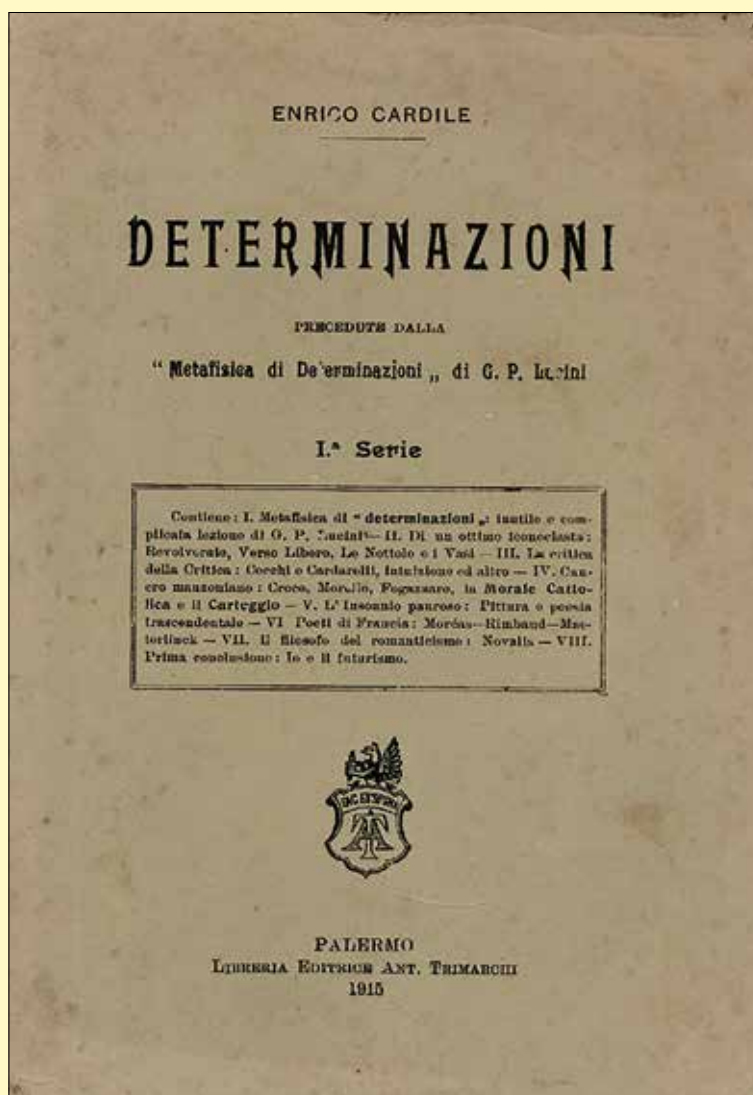 ENRICO CARDILE
DETERMINAZIONI
PRECEDUTE DALLA
“ Metafisica di Determinazioni „ di G. P. Lucini
I.ª Serie
Contiene : I. Metafisica di “ determinazioni „: inutile e com-
plicata lezione di G. P. Lucini — II. Di un ottimo iconoclasta :
Revolverate, Verso Libero, Le Nottole e i Vasi — III. La critica
della Critica : Cecchi e Cardarelli, intuizione ed altro — IV. Can-
cro manzoniano : Croce, Morello, Fogazzaro, la Morale Catto-
lica e il Carteggio — V. L' Insonnio pauroso : Pittura e poesia
trascendentale — VI Poeti di Francia : Moréas—Rimbaud—Mae-
terlinck — VII. Il filosofo del romanticismo : Novalis — VIII.
Prima conclusione : Io e il futurismo.
FAC ET SPERA
PALERMO
LIBRERIA EDITRICE ANT. TRIMARCHI
1915